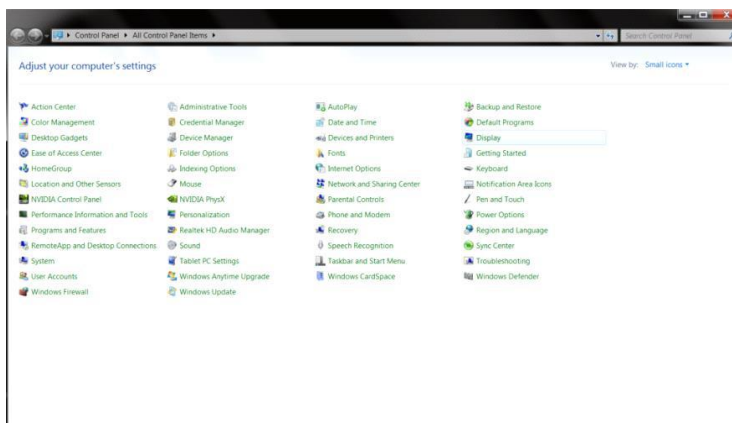 Control Panel ▸ All Control Panel Items ▸ Search Control Panel
Adjust your computer's settings View by: Small icons
Action Center Administrative Tools AutoPlay Backup and Restore
Color Management Credential Manager Date and Time Default Programs
Desktop Gadgets Device Manager Devices and Printers Display
Ease of Access Center Folder Options Fonts Getting Started
HomeGroup Indexing Options Internet Options Keyboard
Location and Other Sensors Mouse Network and Sharing Center Notification Area Icons
NVIDIA Control Panel NVIDIA PhysX Parental Controls Pen and Touch
Performance Information and Tools Personalization Phone and Modem Power Options
Programs and Features Realtek HD Audio Manager Recovery Region and Language
RemoteApp and Desktop Connections Sound Speech Recognition Sync Center
System Tablet PC Settings Taskbar and Start Menu Troubleshooting
User Accounts Windows Anytime Upgrade Windows CardSpace Windows Defender
Windows Firewall Windows Update